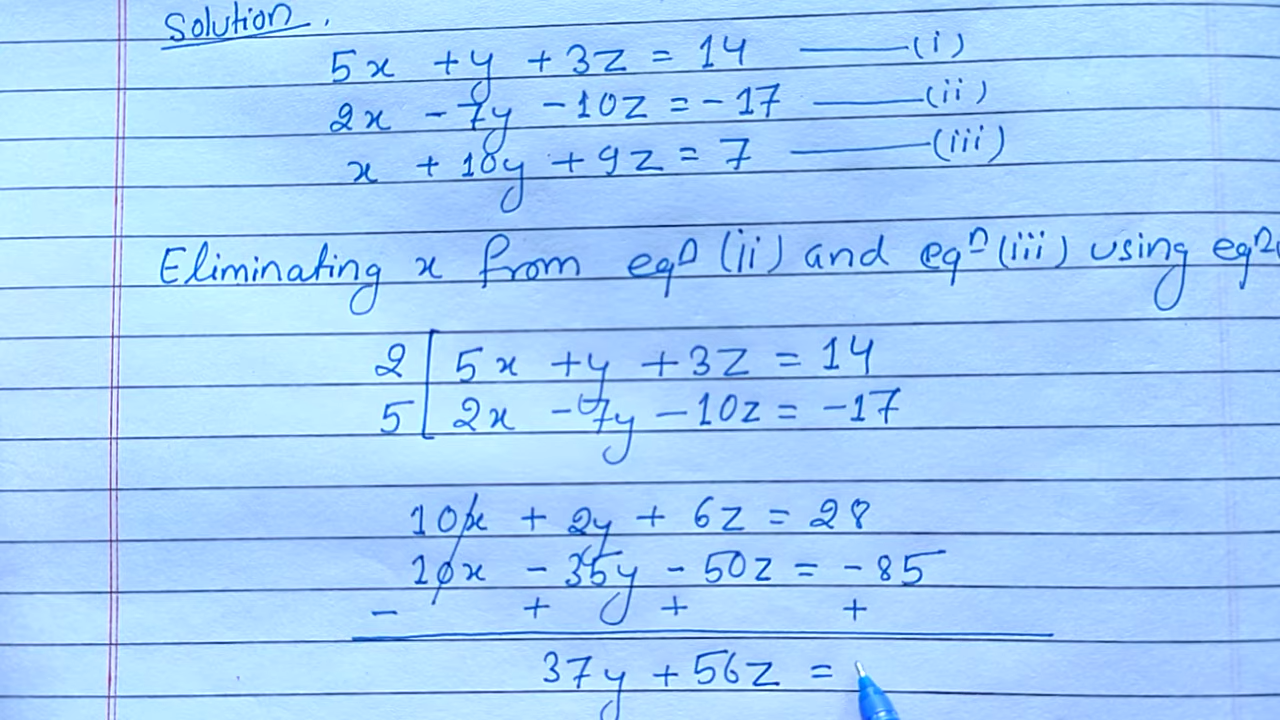 Solution.
5x + y + 3z = 14 ——(i)
2x - 7y - 10z = -17 ——(ii)
x + 10y + 9z = 7 ——(iii)
Eliminating x from eqⁿ (ii) and eqⁿ (iii) using eqⁿ
2 | 5x + y + 3z = 14
5 | 2x - 7y - 10z = -17
10x + 2y + 6z = 28
10x - 35y - 50z = -85
- + + +
37y + 56z =